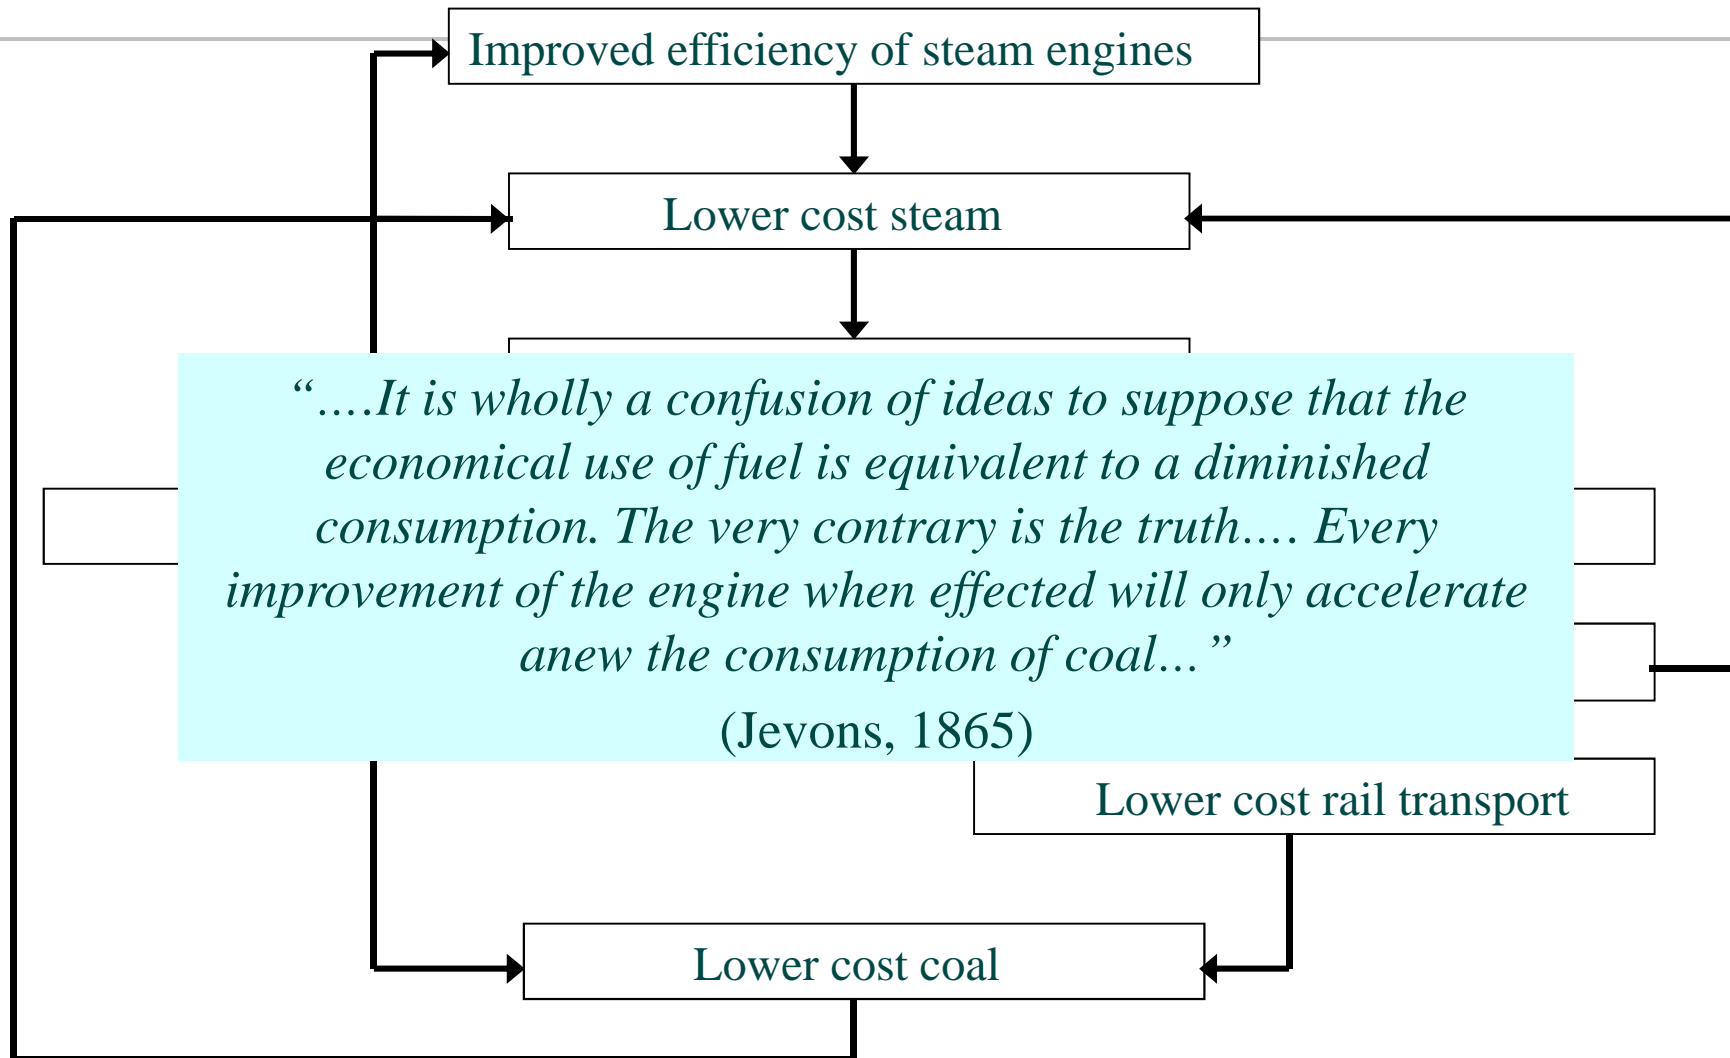 Improved efficiency of steam engines
Lower cost steam
“….It is wholly a confusion of ideas to suppose that the
economical use of fuel is equivalent to a diminished
consumption. The very contrary is the truth…. Every
improvement of the engine when effected will only accelerate
anew the consumption of coal…”
(Jevons, 1865)
Lower cost rail transport
Lower cost coal